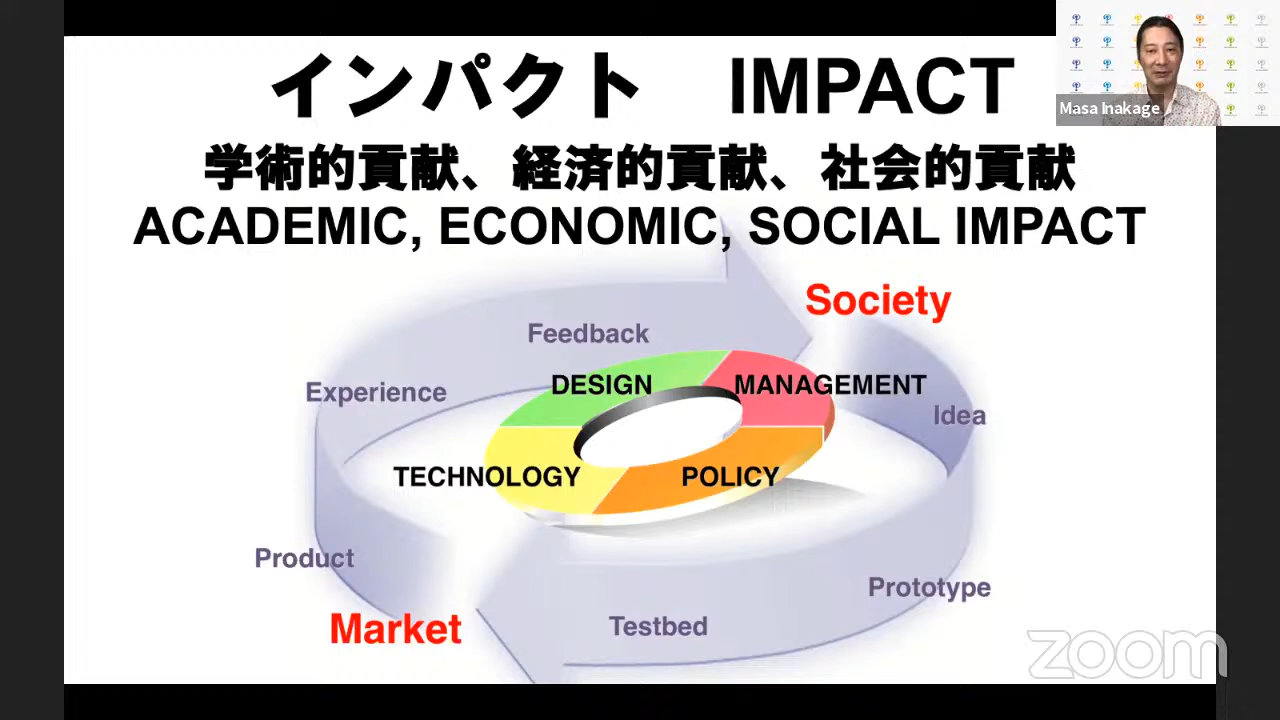 インパクト IMPACT
学術的貢献、経済的貢献、社会的貢献
ACADEMIC, ECONOMIC, SOCIAL IMPACT
Masa Inakage
Society
Feedback
DESIGN
MANAGEMENT
Experience
Idea
TECHNOLOGY
POLICY
Product
Prototype
Market
Testbed
zoom